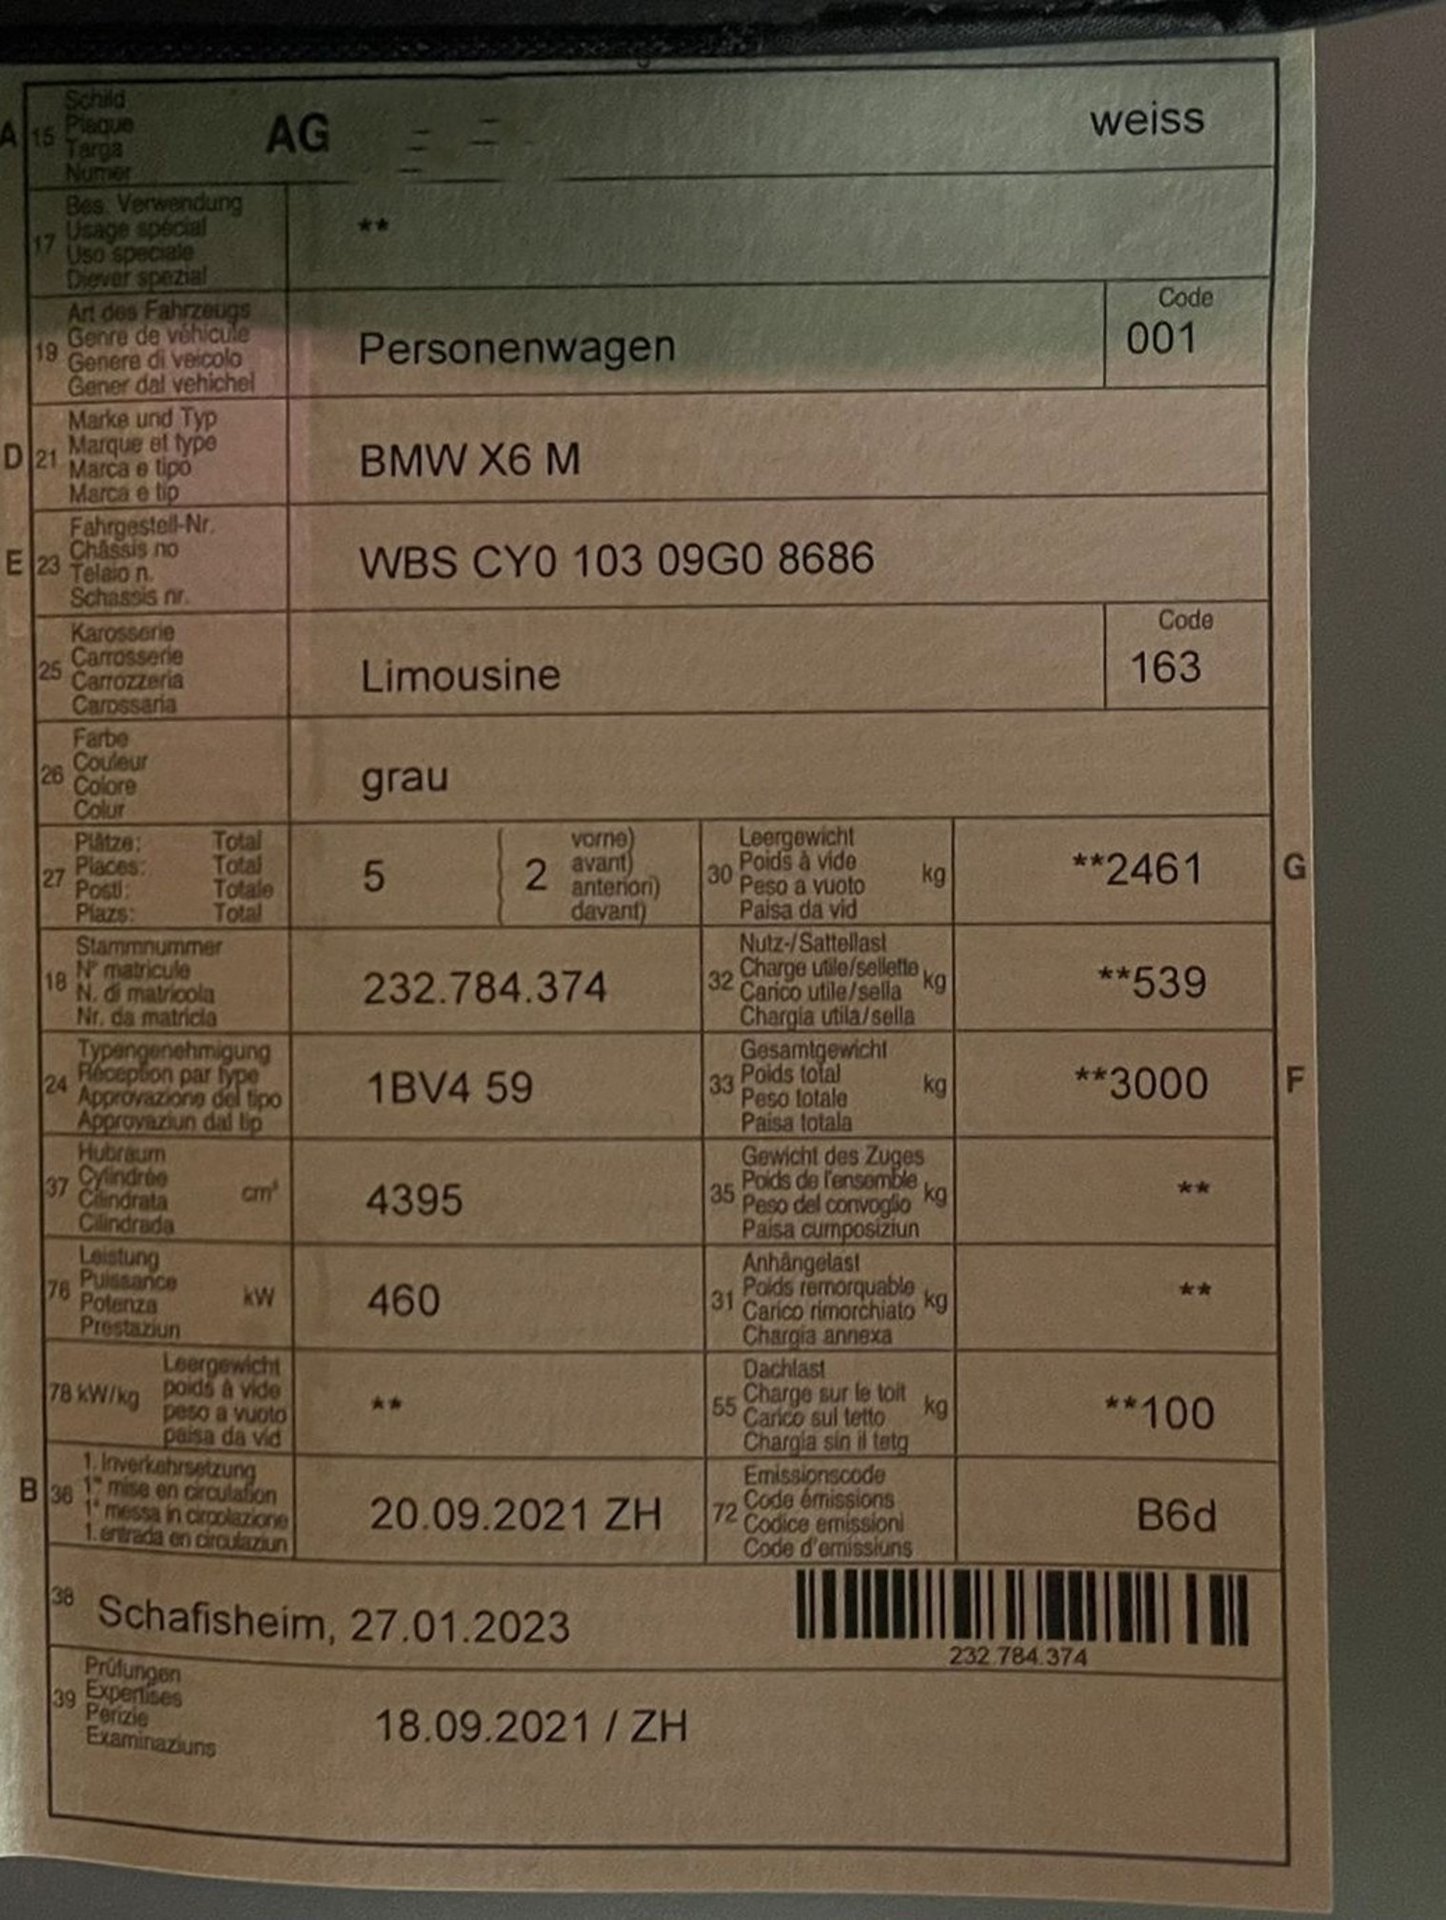 A 15 Schild
Plaque
Targa
Numer
AG
weiss
17 Bes. Verwendung
Usage spécial
Uso speciale
Diever spezial
**
19 Art des Fahrzeugs
Genre de véhicule
Genere di veicolo
Gener dal vehichel
Personenwagen
Code
001
D 21 Marke und Typ
Marque et type
Marca e tipo
Marca e tip
BMW X6 M
E 23 Fahrgestell-Nr.
Châssis no
Telaio n.
Schassis nr.
WBS CY0 103 09G0 8686
25 Karosserie
Carrosserie
Carrozzeria
Carossaria
Limousine
Code
163
26 Farbe
Couleur
Colore
Colur
grau
27 Plätze: Total
Places: Total
Posti: Totale
Plazs: Total
5 ( 2 vorne)
avant)
anteriori)
davant)
30 Leergewicht
Poids à vide
Peso a vuoto
Paisa da vid
kg
**2461
G
18 Stammnummer
N° matricule
N. di matricola
Nr. da matricla
232.784.374
32 Nutz-/Sattellast
Charge utile/sellette
Carico utile/sella
Chargia utila/sella
kg
**539
24 Typengenehmigung
Réception par type
Approvazione del tipo
Approvaziun dal tip
1BV4 59
33 Gesamtgewicht
Poids total
Peso totale
Paisa totala
kg
**3000
F
37 Hubraum
Cylindrée
Cilindrata
Cilindrada
cm³
4395
35 Gewicht des Zuges
Poids de l'ensemble
Peso del convoglio
Paisa cumposiziun
kg
**
76 Leistung
Puissance
Potenza
Prestaziun
kW
460
31 Anhängelast
Poids remorquable
Carico rimorchiato
Chargia annexa
kg
**
78 kW/kg
Leergewicht
poids à vide
peso a vuoto
paisa da vid
**
55 Dachlast
Charge sur le toit
Carico sul tetto
Chargia sin il tetg
kg
**100
B 36 1. Inverkehrsetzung
1re mise en circulation
1a messa in circolazione
1. entrada en circulaziun
20.09.2021 ZH
72 Emissionscode
Code émissions
Codice emissioni
Code d'emissiuns
B6d
38 Schafisheim, 27.01.2023
232.784.374
39 Prüfungen
Expertises
Perizie
Examinaziuns
18.09.2021 / ZH